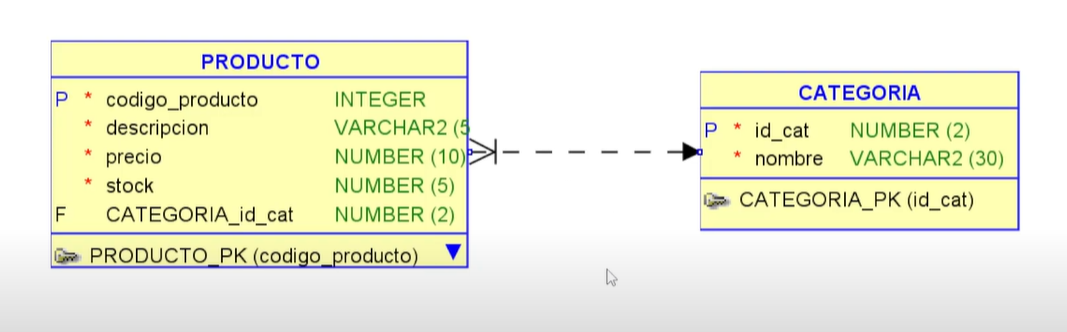 PRODUCTO
P * codigo_producto INTEGER
* descripcion VARCHAR2 (5
* precio NUMBER (10)
* stock NUMBER (5)
F CATEGORIA_id_cat NUMBER (2)
PRODUCTO_PK (codigo_producto)
CATEGORIA
P * id_cat NUMBER (2)
* nombre VARCHAR2 (30)
CATEGORIA_PK (id_cat)